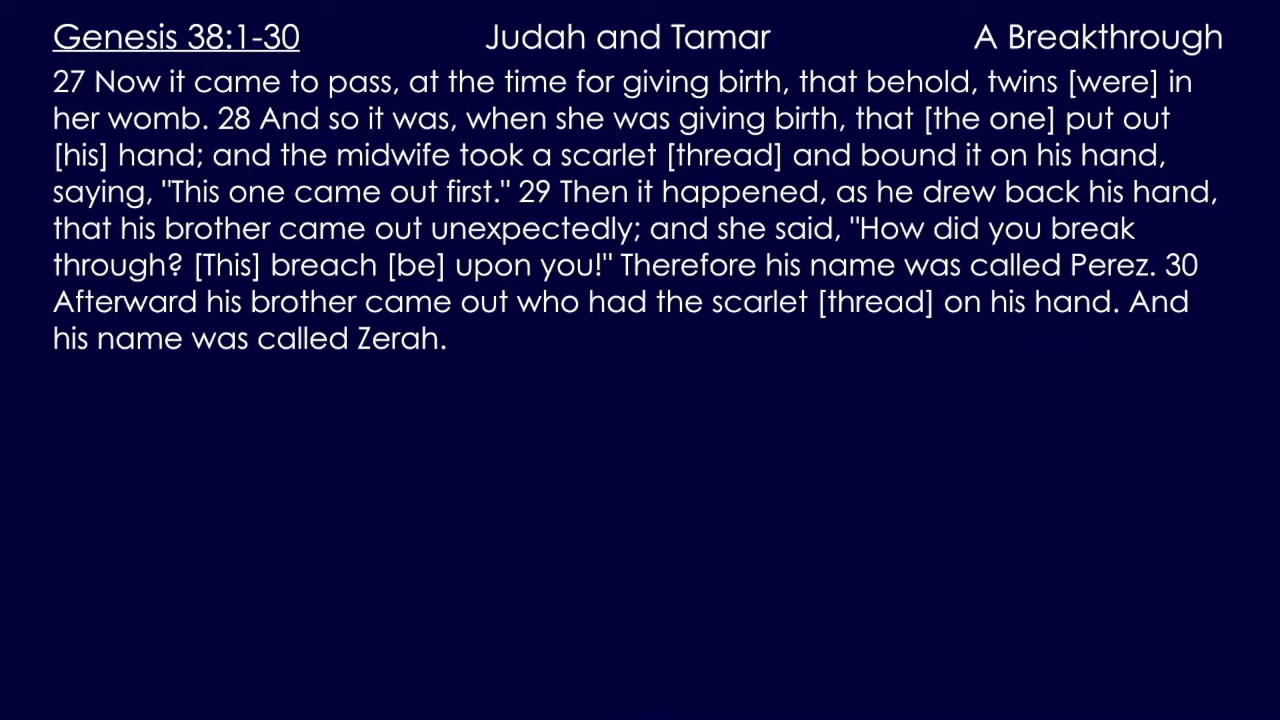 Genesis 38:1-30 Judah and Tamar A Breakthrough
27 Now it came to pass, at the time for giving birth, that behold, twins [were] in
her womb. 28 And so it was, when she was giving birth, that [the one] put out
[his] hand; and the midwife took a scarlet [thread] and bound it on his hand,
saying, "This one came out first." 29 Then it happened, as he drew back his hand,
that his brother came out unexpectedly; and she said, "How did you break
through? [This] breach [be] upon you!" Therefore his name was called Perez. 30
Afterward his brother came out who had the scarlet [thread] on his hand. And
his name was called Zerah.